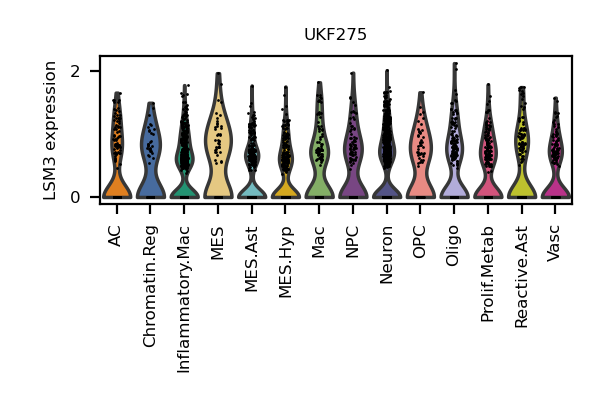 UKF275
LSM3 expression
2
0
AC
Chromatin.Reg
Inflammatory.Mac
MES
MES.Ast
MES.Hyp
Mac
NPC
Neuron
OPC
Oligo
Prolif.Metab
Reactive.Ast
Vasc